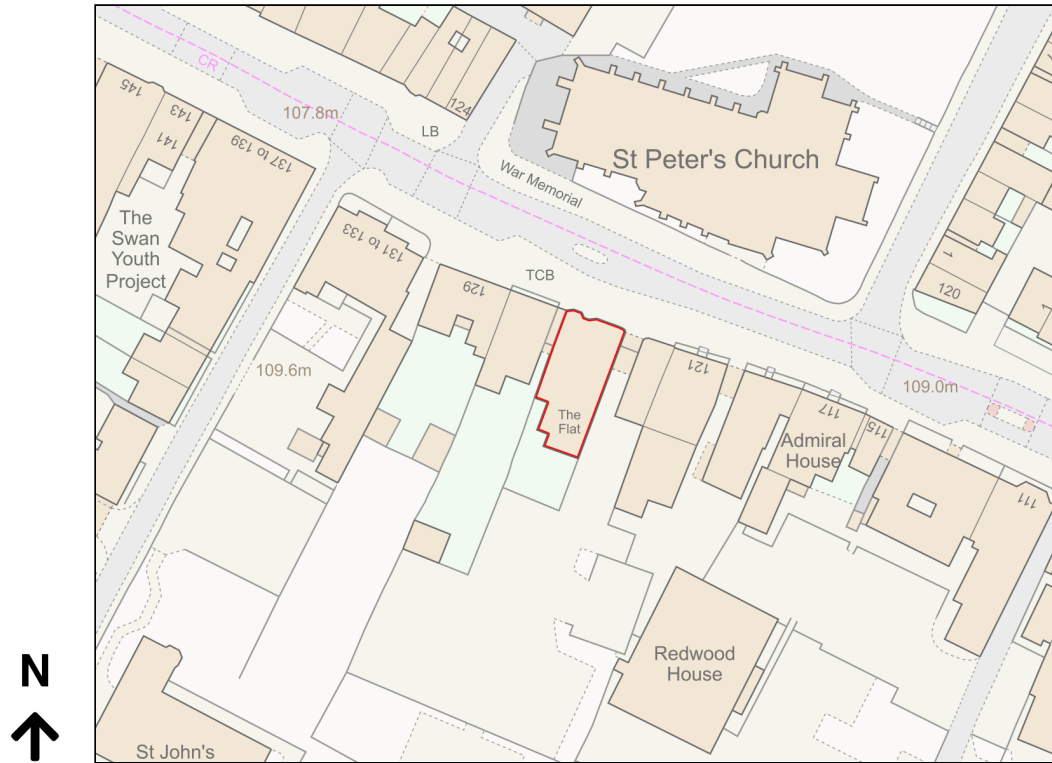 CR
145
143
141
137 to 139
107.8m
124
LB
War Memorial
St Peter's Church
The
Swan
Youth
Project
131 to 133
129
TCB
1
120
1
109.6m
The
Flat
121
117
115
109.0m
Admiral
House
111
Redwood
House
St John's
N